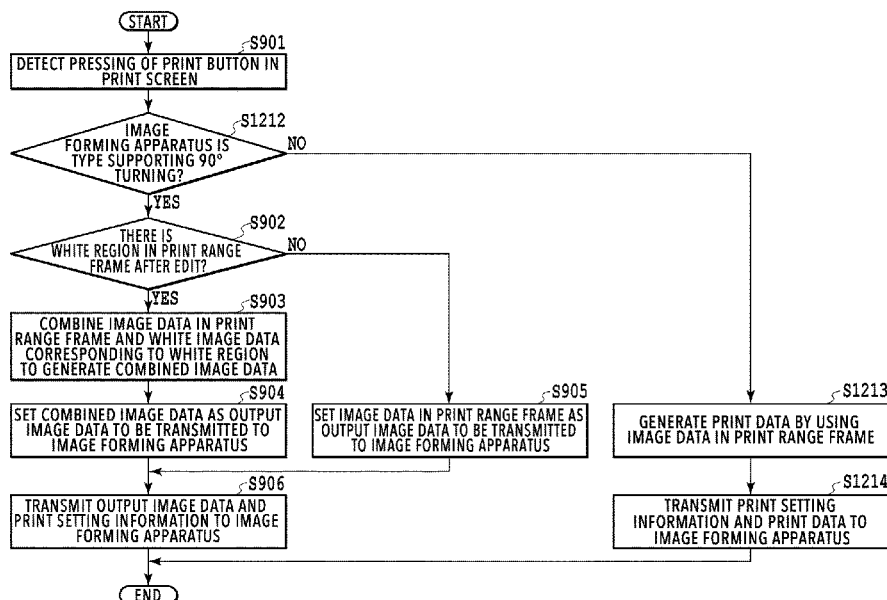 START
S901
DETECT PRESSING OF PRINT BUTTON IN
PRINT SCREEN
S1212
IMAGE
FORMING APPARATUS IS
TYPE SUPPORTING 90°
TURNING?
NO
YES
S902
THERE IS
WHITE REGION IN PRINT RANGE
FRAME AFTER EDIT?
NO
YES
S903
COMBINE IMAGE DATA IN PRINT
RANGE FRAME AND WHITE IMAGE DATA
CORRESPONDING TO WHITE REGION
TO GENERATE COMBINED IMAGE DATA
S904
SET COMBINED IMAGE DATA AS OUTPUT
IMAGE DATA TO BE TRANSMITTED TO
IMAGE FORMING APPARATUS
S905
SET IMAGE DATA IN PRINT RANGE FRAME AS
OUTPUT IMAGE DATA TO BE TRANSMITTED
TO IMAGE FORMING APPARATUS
S1213
GENERATE PRINT DATA BY USING
IMAGE DATA IN PRINT RANGE FRAME
S906
TRANSMIT OUTPUT IMAGE DATA AND
PRINT SETTING INFORMATION TO IMAGE
FORMING APPARATUS
S1214
TRANSMIT PRINT SETTING
INFORMATION AND PRINT DATA TO
IMAGE FORMING APPARATUS
END